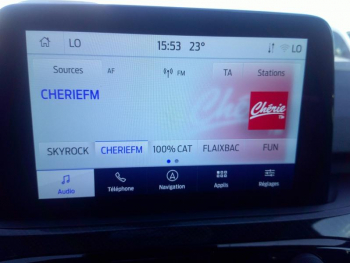 LO 15:53 23° LO
Sources AF FM TA Stations
CHERIEFM
Chérie
FM
SKYROCK CHERIEFM 100% CAT FLAIXBAC FUN
Audio Téléphone Navigation Applis Réglages